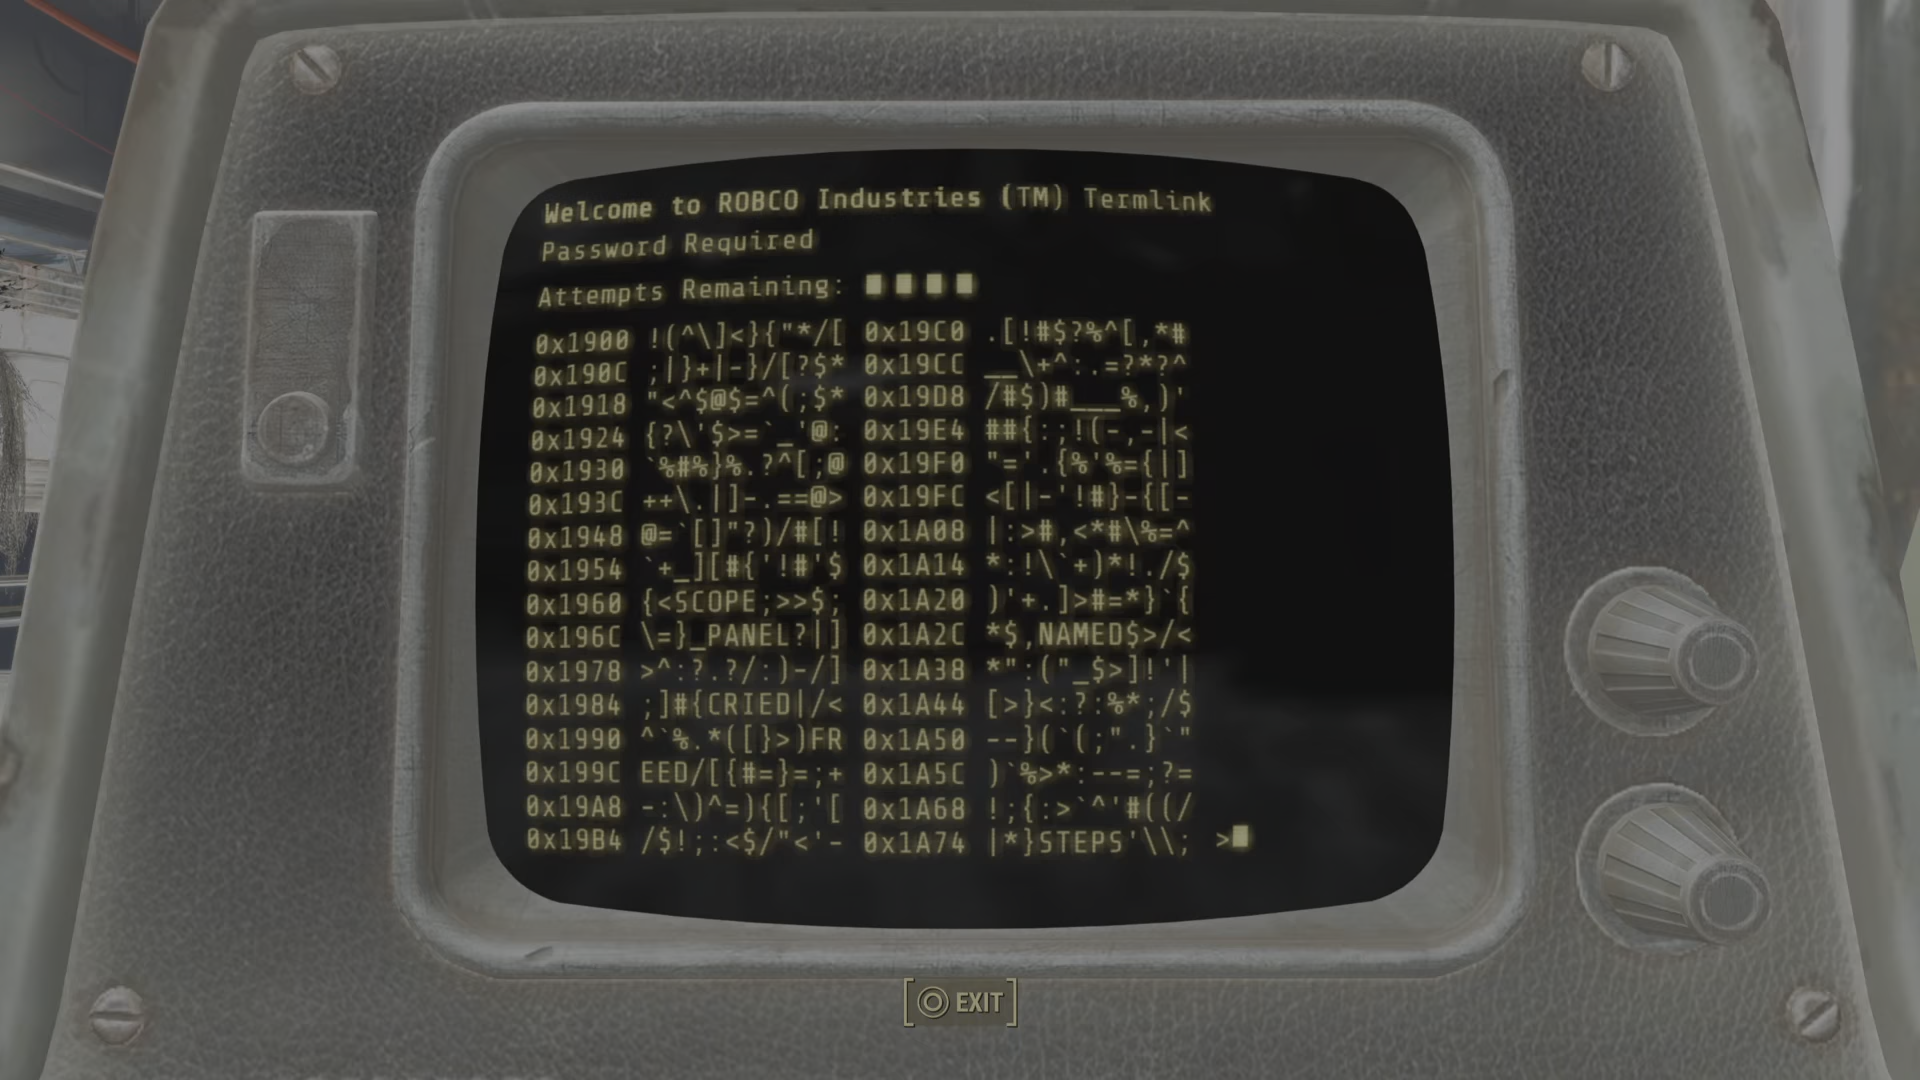 Welcome to ROBCO Industries (TM) Termlink
Password Required
Attempts Remaining: ■ ■ ■ ■
0x1900 !(^\]<}{"*/[ 0x19C0 .[!#$?%^[,*#
0x190C ;|}+|-}/[?$* 0x19CC __\+^:.=?*?^
0x1918 "<^$@$=^(;$* 0x19D8 /#$)#___%,)'
0x1924 {?\'$>=`_'@: 0x19E4 ##{:;!(-,-|<
0x1930 `%#%}%.?^[;@ 0x19F0 "='.{%'%={|]
0x193C ++\.|]-.==@> 0x19FC <[|-'!#}-{[-
0x1948 @=`[]"?)/#[! 0x1A08 |:>#,<*#\%=^
0x1954 `+_][#{'!#'$ 0x1A14 *:!\`+)*!./$
0x1960 {<SCOPE;>>$; 0x1A20 )'+.]>#=*}`{
0x196C \=}_PANEL?|] 0x1A2C *$,NAMED$>/<
0x1978 >^:?.?/:)-/] 0x1A38 *":("_$>]!'|
0x1984 ;]#{CRIED|/< 0x1A44 [>}<:?:%*;/$
0x1990 ^`%.*([}>)FR 0x1A50 --}(`(;".}`"
0x199C EED/[{#=}=;+ 0x1A5C )`%>*:--=;?=
0x19A8 -:\)^=){[;'[ 0x1A68 !;{:>`^'#((/
0x19B4 /$!;:<$/"<'- 0x1A74 |*}STEPS'\\; >■
EXIT